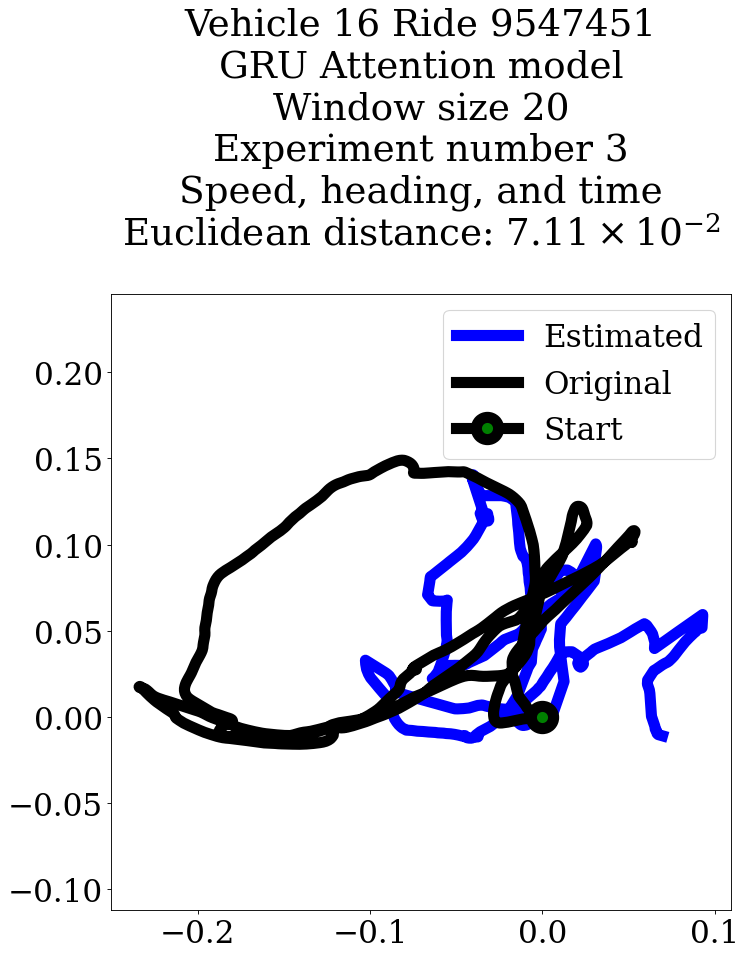 Vehicle 16 Ride 9547451
GRU Attention model
Window size 20
Experiment number 3
Speed, heading, and time
Euclidean distance: 7.11 × 10⁻²
Estimated
Original
Start
0.20
0.15
0.10
0.05
0.00
−0.05
−0.10
−0.2
−0.1
0.0
0.1